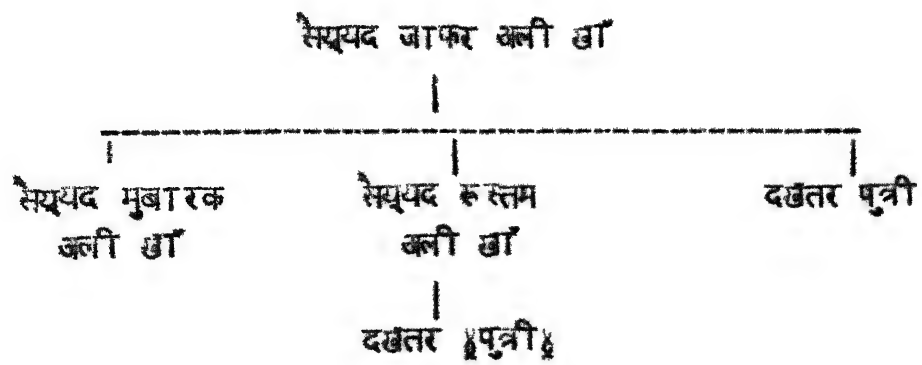 सैय्यद जाफर अली खाँ
सैय्यद मुबारक
अली खाँ
सैय्यद रूस्तम
अली खाँ
दखतर पुत्री
दखतर (पुत्री)